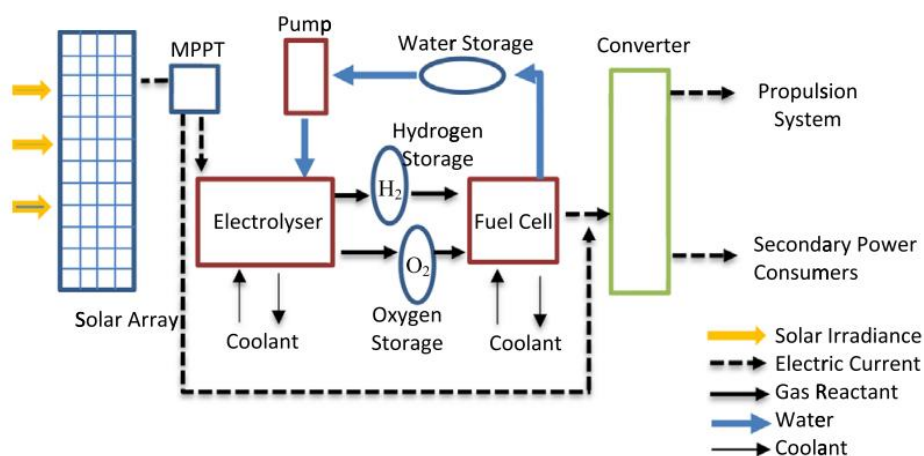 Pump
MPPT
Water Storage
Converter
Propulsion
System
Hydrogen
Storage
H2
Electrolyser
Fuel Cell
O2
Secondary Power
Consumers
Solar Array
Coolant
Oxygen
Storage
Coolant
Solar Irradiance
Electric Current
Gas Reactant
Water
Coolant